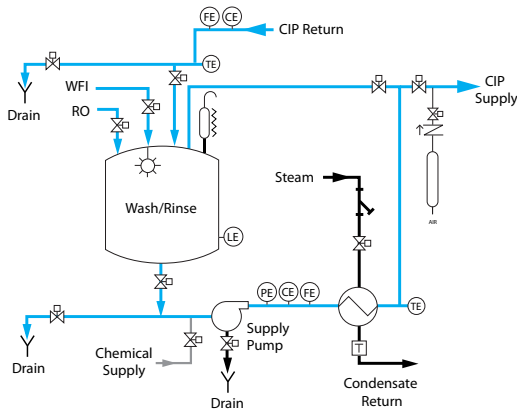 FE
CE
CIP Return
TE
Drain
WFI
RO
CIP
Supply
Steam
AIR
Wash/Rinse
LE
PE
CE
FE
TE
Supply
Pump
Chemical
Supply
Drain
Drain
T
Condensate
Return